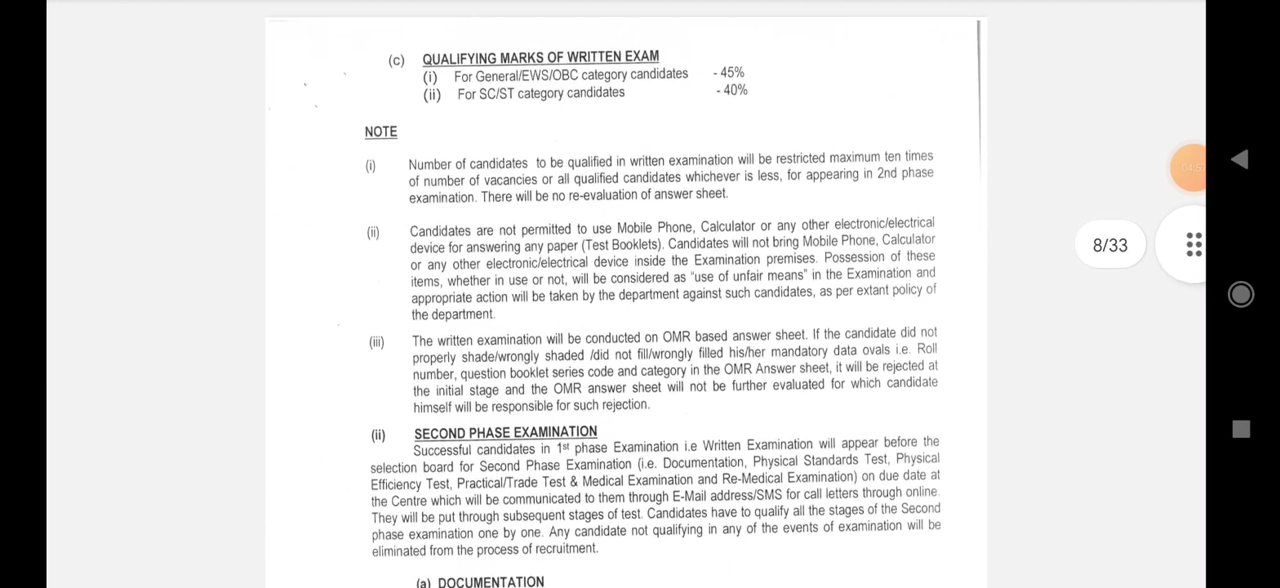 (c) QUALIFYING MARKS OF WRITTEN EXAM
(i) For General/EWS/OBC category candidates - 45%
(ii) For SC/ST category candidates - 40%
NOTE
(i) Number of candidates to be qualified in written examination will be restricted maximum ten times
of number of vacancies or all qualified candidates whichever is less, for appearing in 2nd phase
examination. There will be no re-evaluation of answer sheet.
(ii) Candidates are not permitted to use Mobile Phone, Calculator or any other electronic/electrical
device for answering any paper (Test Booklets). Candidates will not bring Mobile Phone, Calculator
or any other electronic/electrical device inside the Examination premises. Possession of these
items, whether in use or not, will be considered as "use of unfair means" in the Examination and
appropriate action will be taken by the department against such candidates, as per extant policy of
the department.
(iii) The written examination will be conducted on OMR based answer sheet. If the candidate did not
properly shade/wrongly shaded /did not fill/wrongly filled his/her mandatory data ovals i.e. Roll
number, question booklet series code and category in the OMR Answer sheet, it will be rejected at
the initial stage and the OMR answer sheet will not be further evaluated for which candidate
himself will be responsible for such rejection.
(ii) SECOND PHASE EXAMINATION
Successful candidates in 1st phase Examination i.e Written Examination will appear before the
selection board for Second Phase Examination (i.e. Documentation, Physical Standards Test, Physical
Efficiency Test, Practical/Trade Test & Medical Examination and Re-Medical Examination) on due date at
the Centre which will be communicated to them through E-Mail address/SMS for call letters through online.
They will be put through subsequent stages of test. Candidates have to qualify all the stages of the Second
phase examination one by one. Any candidate not qualifying in any of the events of examination will be
eliminated from the process of recruitment.
(a) DOCUMENTATION
8/33